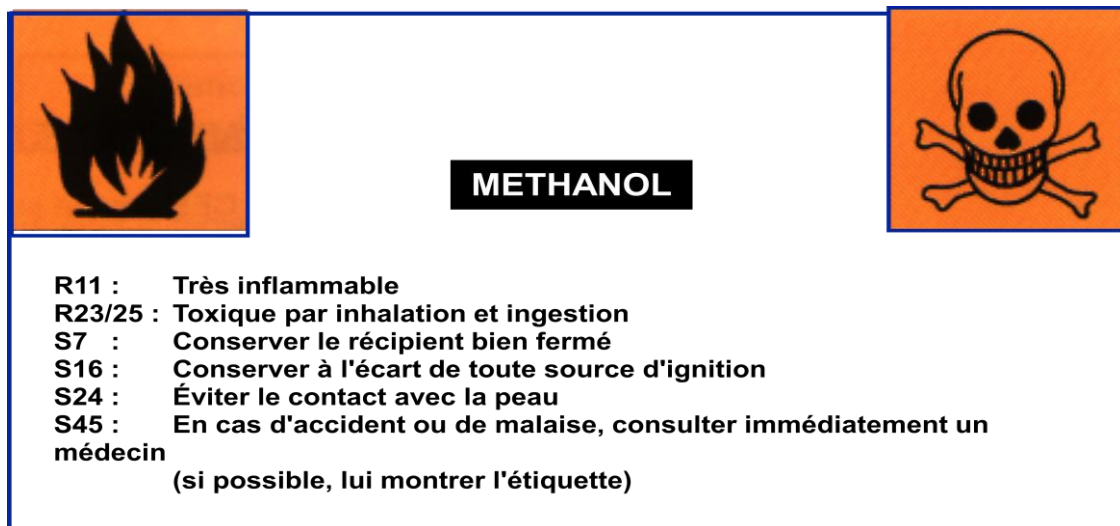 METHANOL
R11 : Très inflammable
R23/25 : Toxique par inhalation et ingestion
S7 : Conserver le récipient bien fermé
S16 : Conserver à l'écart de toute source d'ignition
S24 : Éviter le contact avec la peau
S45 : En cas d'accident ou de malaise, consulter immédiatement un
médecin
(si possible, lui montrer l'étiquette)